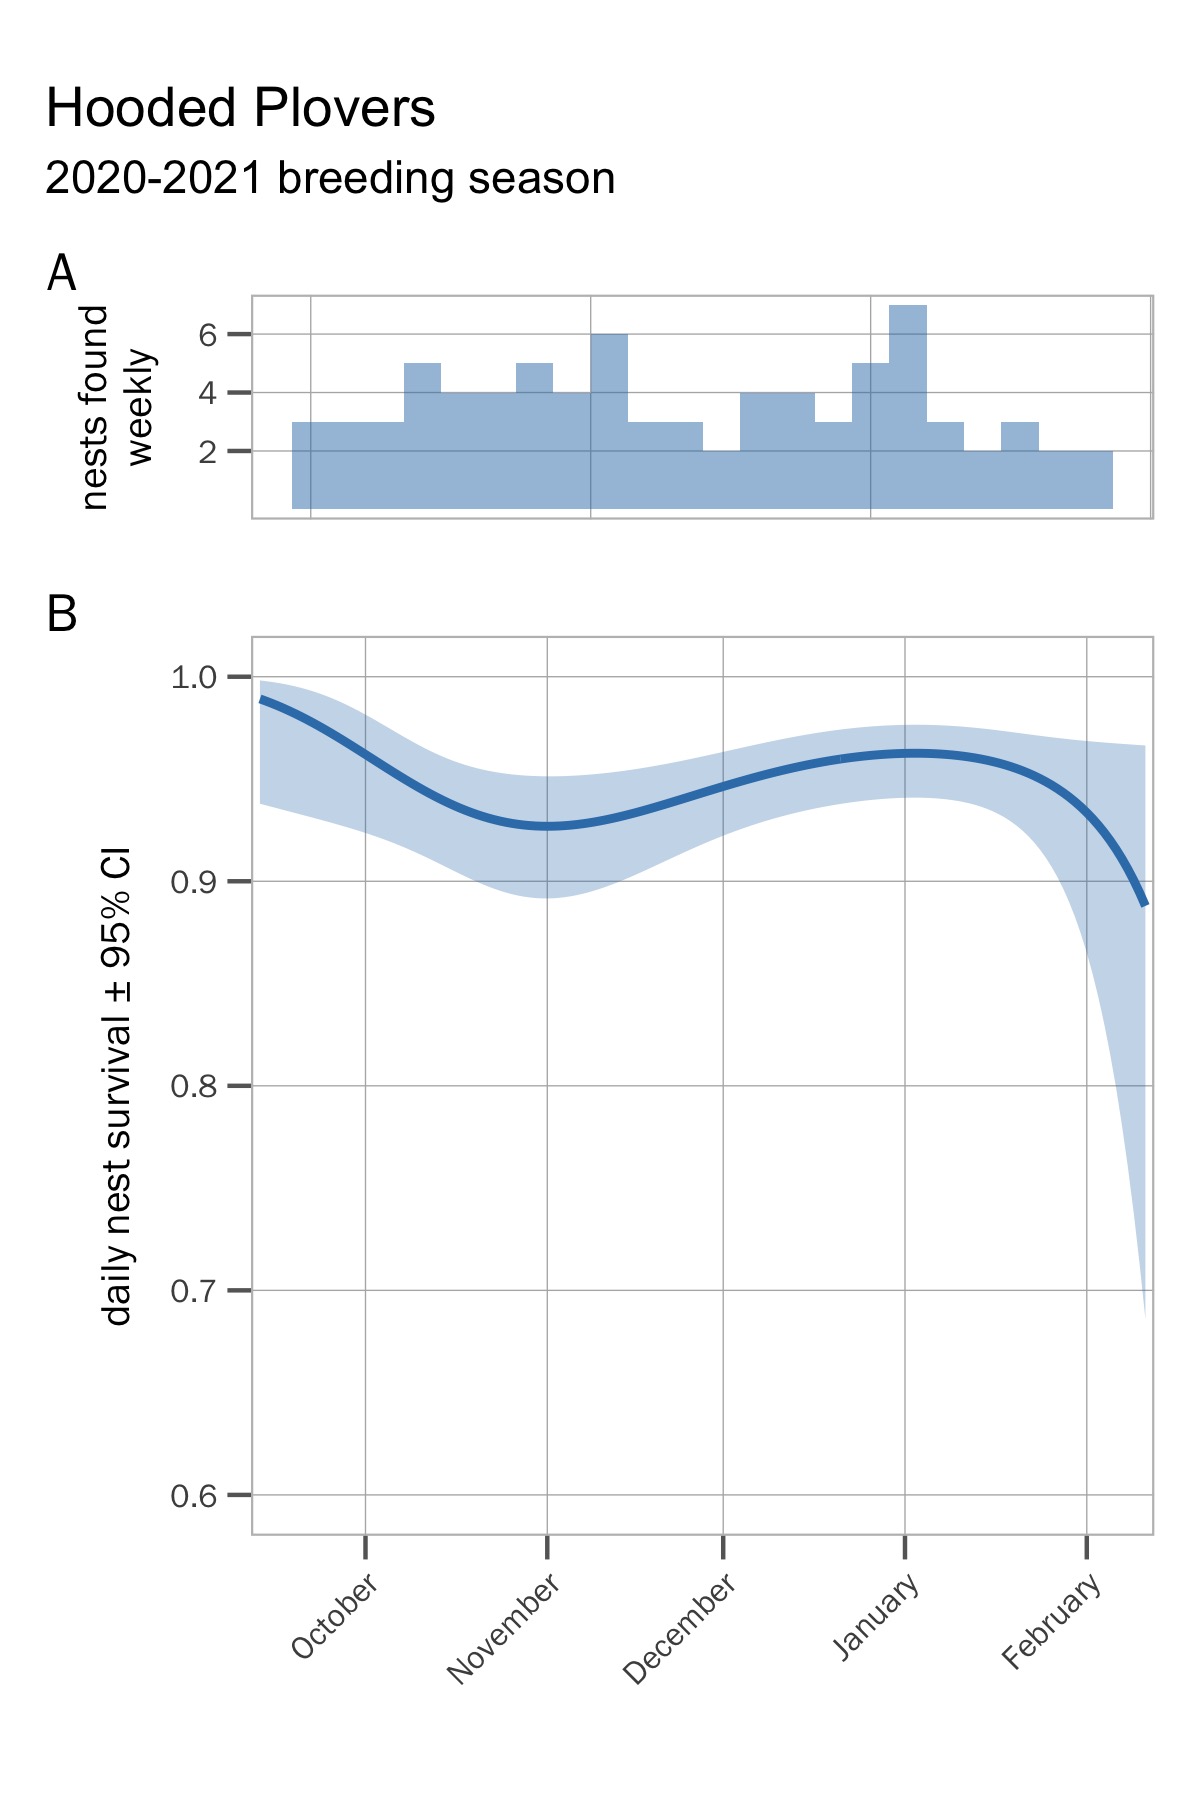 Hooded Plovers
2020-2021 breeding season
A
nests found
weekly
6
4
2
B
daily nest survival ± 95% CI
1.0
0.9
0.8
0.7
0.6
October
November
December
January
February